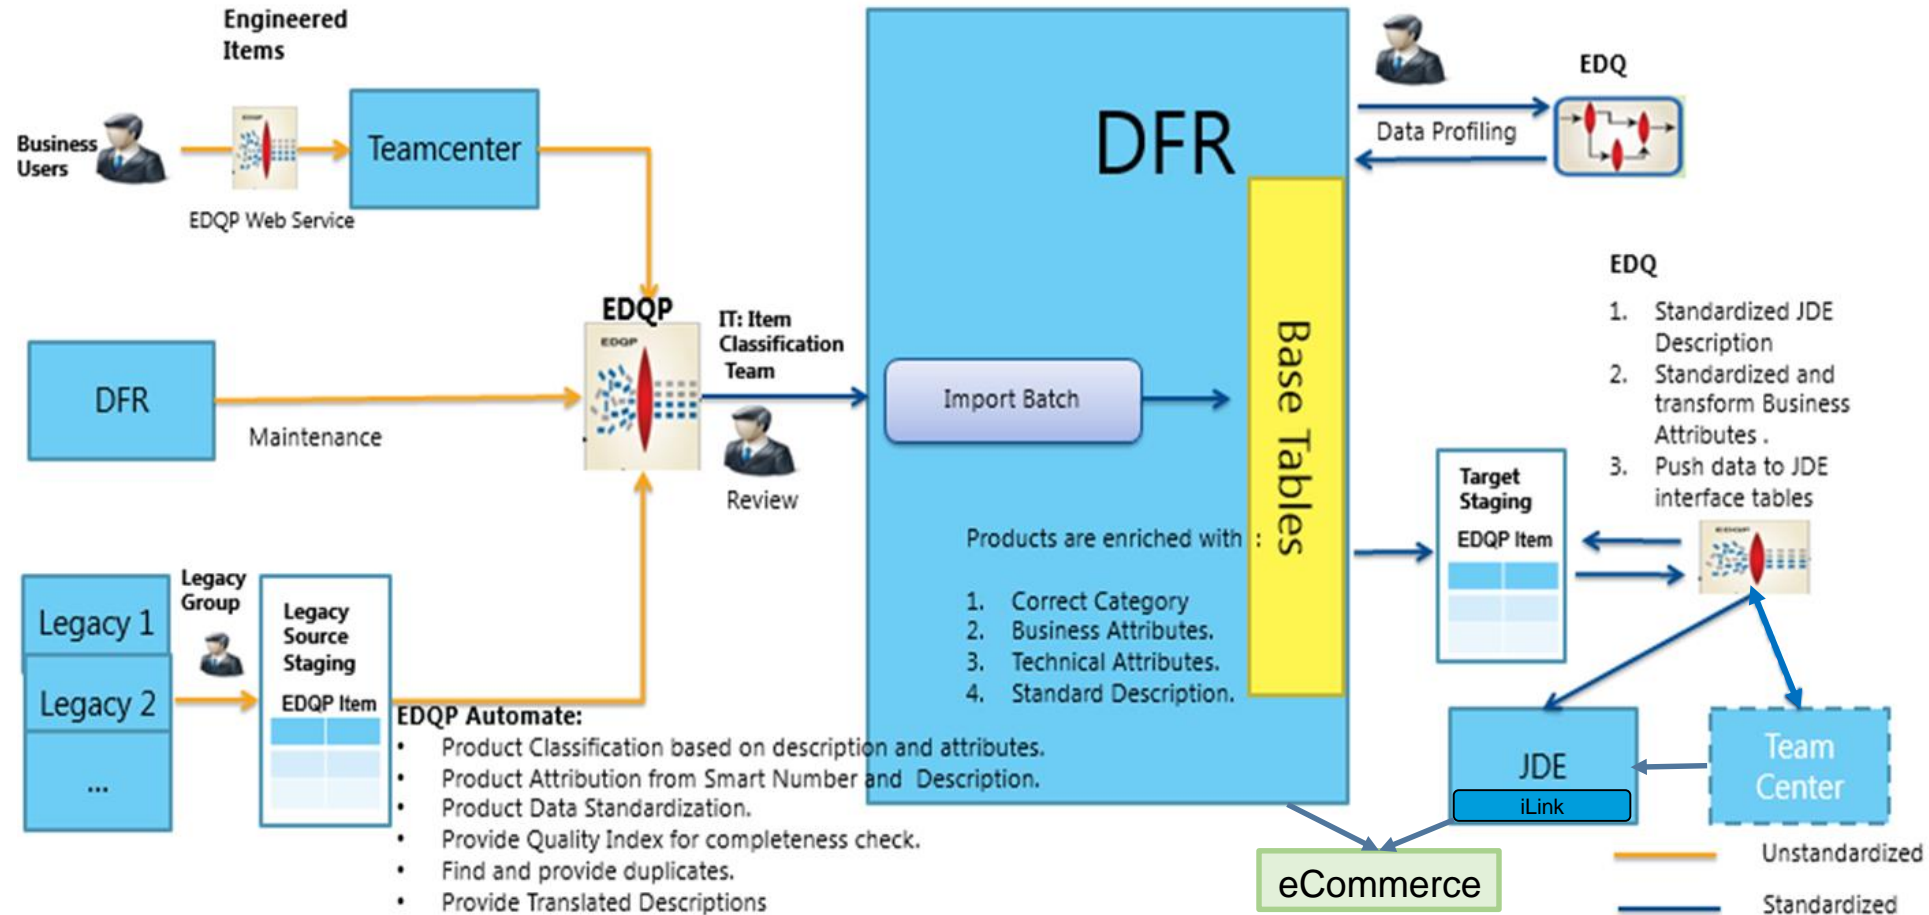 Engineered
Items
Business
Users
EDQP Web Service
Teamcenter
DFR
Maintenance
Legacy 1
Legacy 2
...
Legacy
Group
Legacy
Source
Staging
EDQP Item
EDQP
EDQP
IT: Item
Classification
Team
Review
EDQP Automate:
• Product Classification based on description and attributes.
• Product Attribution from Smart Number and Description.
• Product Data Standardization.
• Provide Quality Index for completeness check.
• Find and provide duplicates.
• Provide Translated Descriptions
DFR
Import Batch
Base Tables
Products are enriched with :
1. Correct Category
2. Business Attributes.
3. Technical Attributes.
4. Standard Description.
Data Profiling
EDQ
EDQ
1. Standardized JDE
Description
2. Standardized and
transform Business
Attributes .
3. Push data to JDE
interface tables
Target
Staging
EDQP Item
EDQP
JDE
iLink
Team
Center
eCommerce
Unstandardized
Standardized